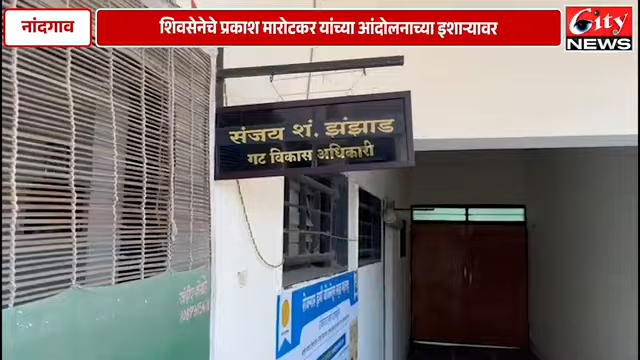 नांदगाव
शिवसेनेचे प्रकाश मारोटकर यांच्या आंदोलनाच्या इशाऱ्यावर
City
NEWS
संजय शं. झंझाड
गट विकास अधिकारी